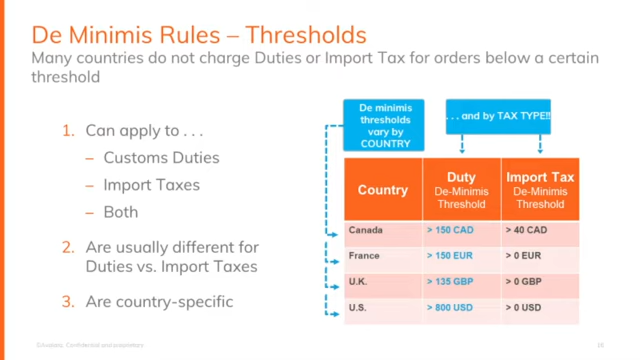 De Minimis Rules – Thresholds
Many countries do not charge Duties or Import Tax for orders below a certain
threshold
1. Can apply to . . .
– Customs Duties
– Import Taxes
– Both
2. Are usually different for
Duties vs. Import Taxes
3. Are country-specific
De minimis
thresholds
vary by
COUNTRY
. . . and by TAX TYPE!!
Country
Duty
De-Minimis
Threshold
Import Tax
De-Minimis
Threshold
Canada > 150 CAD > 40 CAD
France > 150 EUR > 0 EUR
U.K. > 135 GBP > 0 GBP
U.S. > 800 USD > 0 USD
©Avalara. Confidential and proprietary